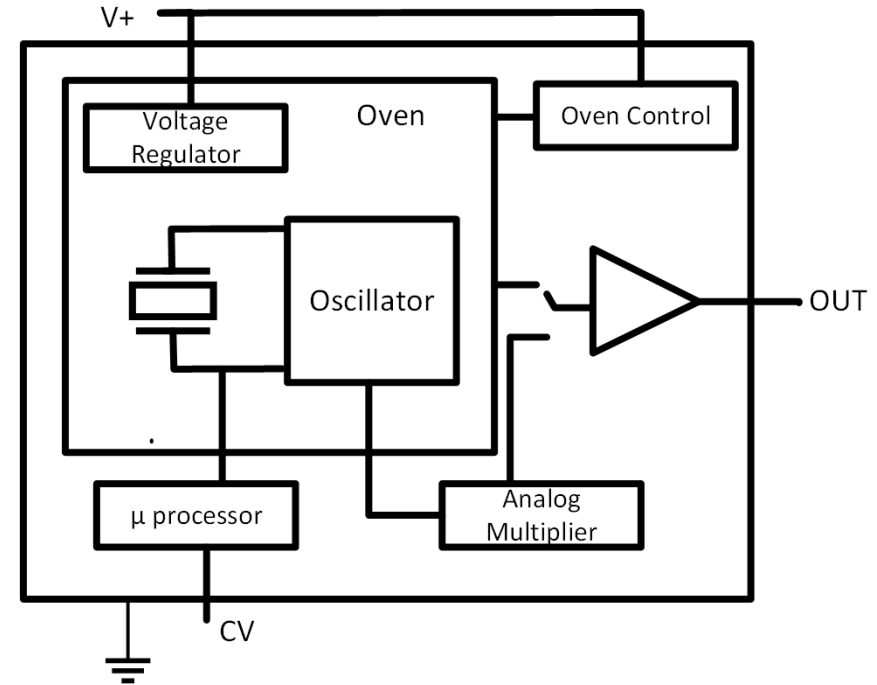 V+
Voltage
Regulator
Oven
Oven Control
Oscillator
OUT
µ processor
Analog
Multiplier
CV